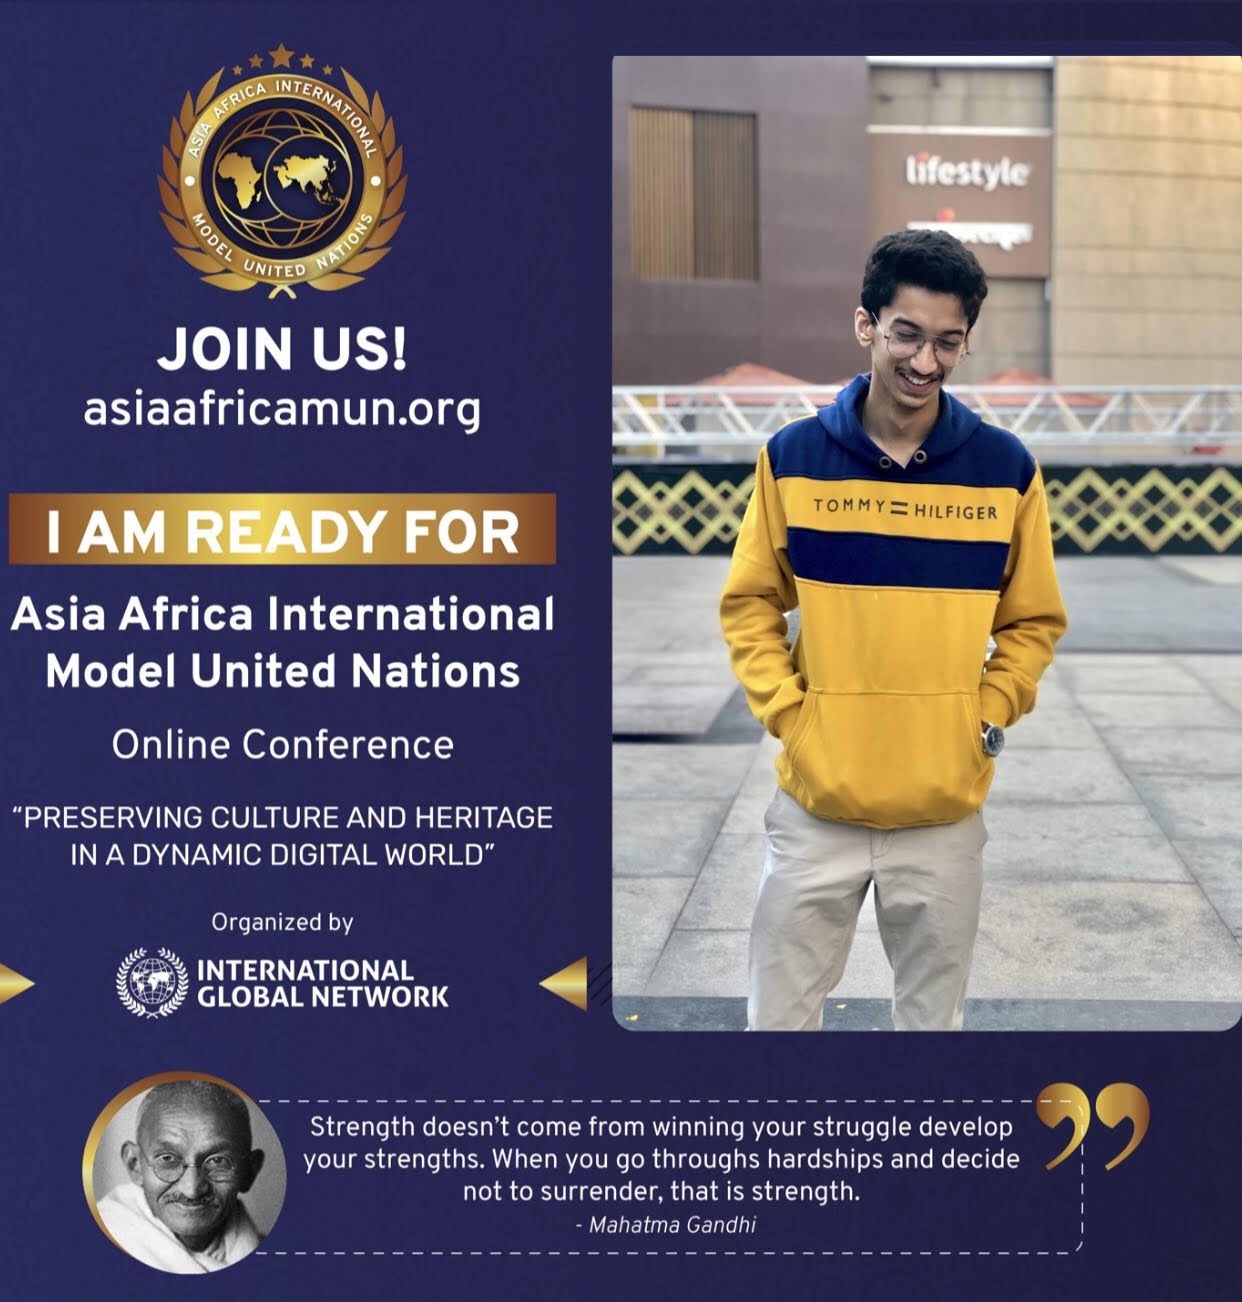 ASIA AFRICA INTERNATIONAL
MODEL UNITED NATIONS
JOIN US!
asiaafricamun.org
I AM READY FOR
Asia Africa International
Model United Nations
Online Conference
“PRESERVING CULTURE AND HERITAGE
IN A DYNAMIC DIGITAL WORLD”
Organized by
INTERNATIONAL
GLOBAL NETWORK
lifestyle
TOMMY HILFIGER
Strength doesn’t come from winning your struggle develop
your strengths. When you go throughs hardships and decide
not to surrender, that is strength.
- Mahatma Gandhi